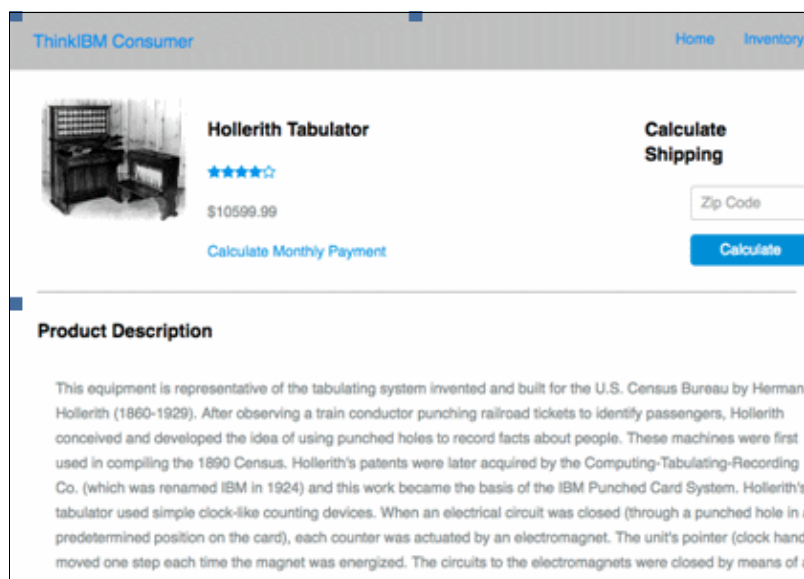 ThinkIBM Consumer
Home Inventory
Hollerith Tabulator
Calculate
Shipping
$10599.99
Zip Code
Calculate Monthly Payment
Calculate
Product Description
This equipment is representative of the tabulating system invented and built for the U.S. Census Bureau by Herman
Hollerith (1860-1929). After observing a train conductor punching railroad tickets to identify passengers, Hollerith
conceived and developed the idea of using punched holes to record facts about people. These machines were first
used in compiling the 1890 Census. Hollerith's patents were later acquired by the Computing-Tabulating-Recording
Co. (which was renamed IBM in 1924) and this work became the basis of the IBM Punched Card System. Hollerith's
tabulator used simple clock-like counting devices. When an electrical circuit was closed (through a punched hole in a
predetermined position on the card), each counter was actuated by an electromagnet. The unit's pointer (clock hand
moved one step each time the magnet was energized. The circuits to the electromagnets were closed by means of a